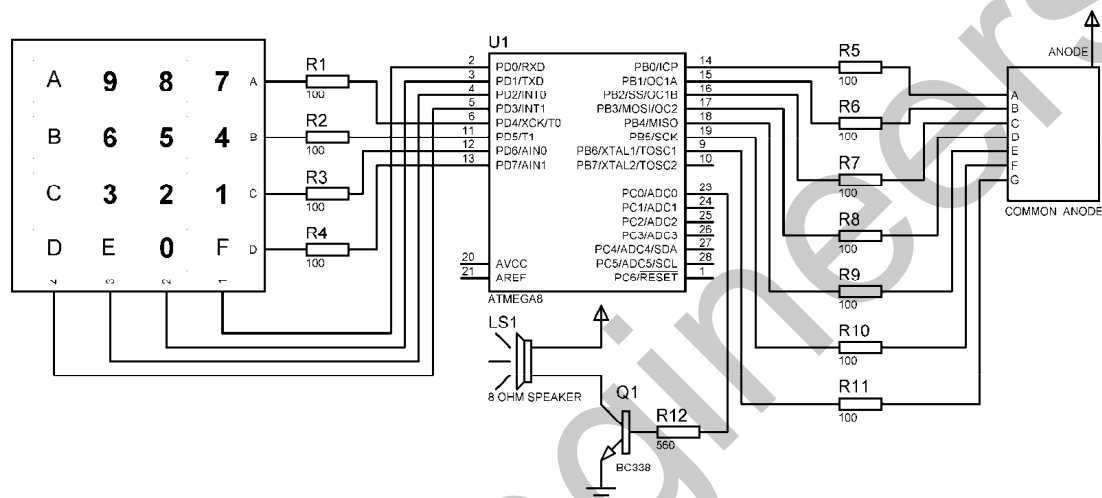 A 9 8 7 A
B 6 5 4 B
C 3 2 1 C
D E 0 F D
4 3 2 1
R1
100
R2
100
R3
100
R4
100
U1
2 PD0/RXD
3 PD1/TXD
4 PD2/INT0
5 PD3/INT1
6 PD4/XCK/T0
11 PD5/T1
12 PD6/AIN0
13 PD7/AIN1
20 AVCC
21 AREF
PB0/ICP 14
PB1/OC1A 15
PB2/SS/OC1B 16
PB3/MOSI/OC2 17
PB4/MISO 18
PB5/SCK 19
PB6/XTAL1/TOSC1 9
PB7/XTAL2/TOSC2 10
PC0/ADC0 23
PC1/ADC1 24
PC2/ADC2 25
PC3/ADC3 26
PC4/ADC4/SDA 27
PC5/ADC5/SCL 28
PC6/RESET 1
ATMEGA8
LS1
8 OHM SPEAKER
Q1
BC338
R12
560
R5
100
R6
100
R7
100
R8
100
R9
100
R10
100
R11
100
ANODE
A
B
C
D
E
F
G
COMMON ANODE
gineers